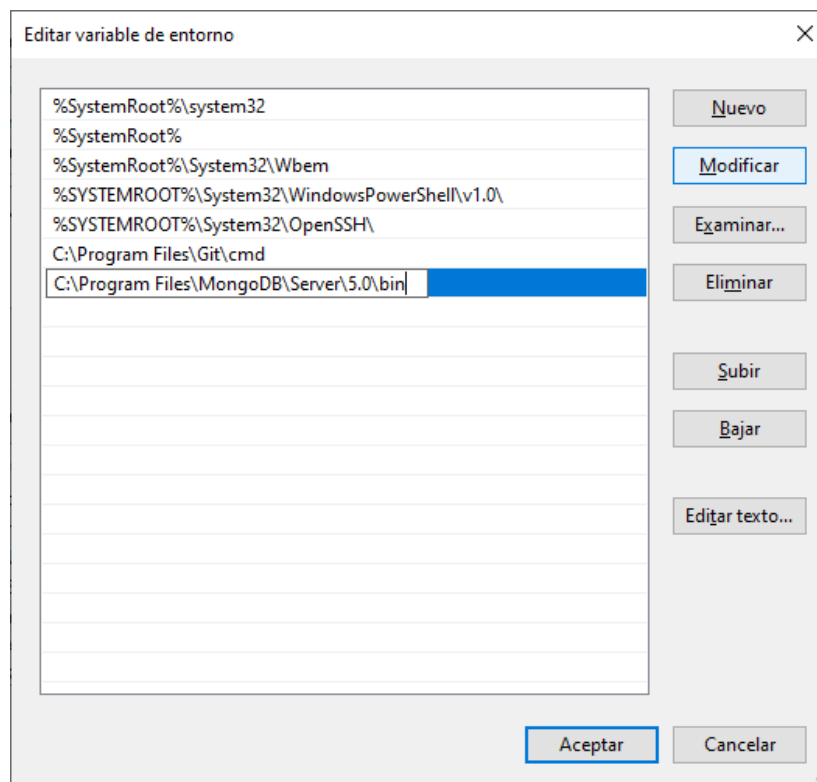 Editar variable de entorno
%SystemRoot%\system32
%SystemRoot%
%SystemRoot%\System32\Wbem
%SYSTEMROOT%\System32\WindowsPowerShell\v1.0\
%SYSTEMROOT%\System32\OpenSSH\
C:\Program Files\Git\cmd
C:\Program Files\MongoDB\Server\5.0\bin
Nuevo
Modificar
Examinar...
Eliminar
Subir
Bajar
Editar texto...
Aceptar
Cancelar